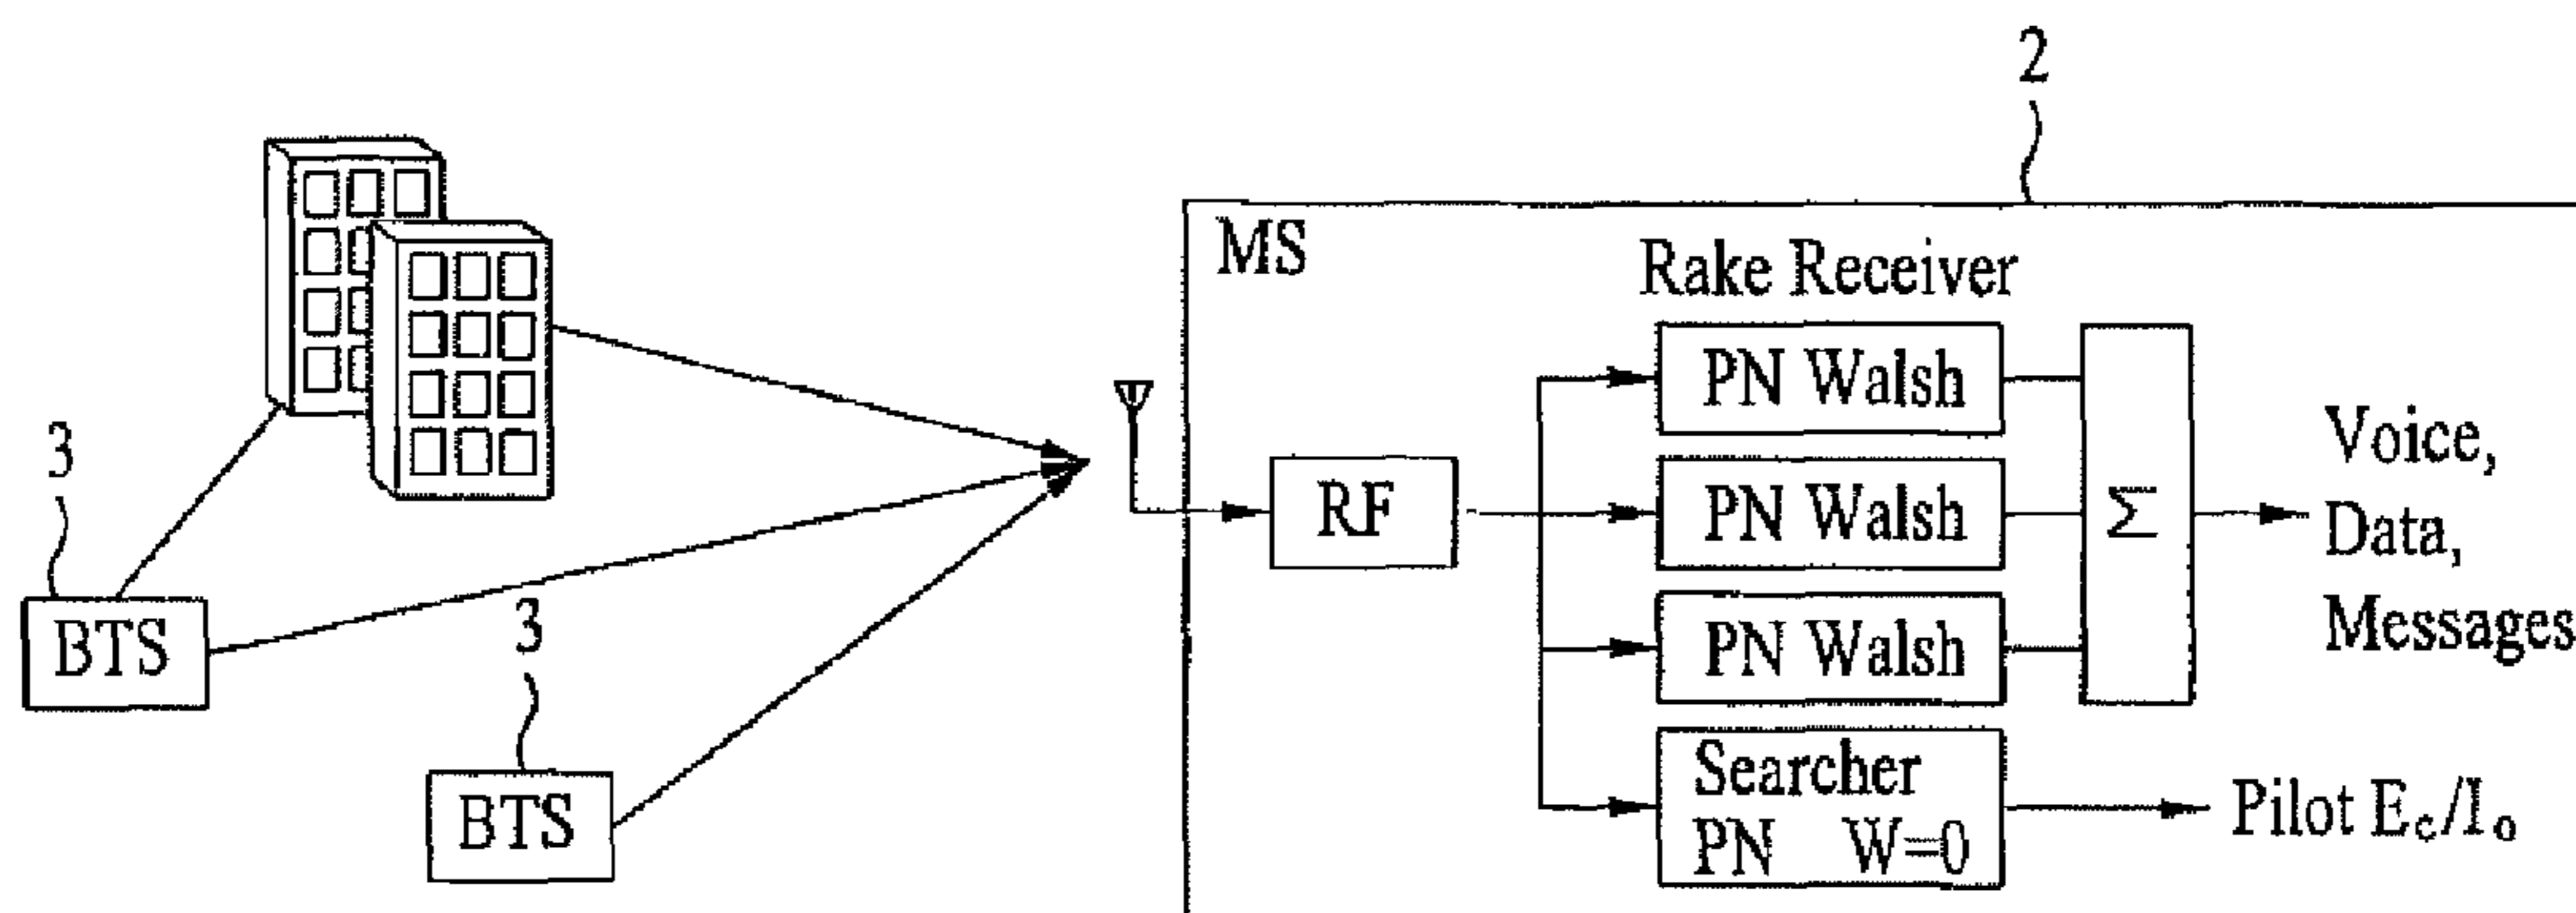 2
MS
Rake Receiver
PN Walsh
3
RF
PN Walsh
Σ
Voice,
Data,
Messages
BTS
3
PN Walsh
BTS
Searcher
PN W=0
Pilot Ec/Io